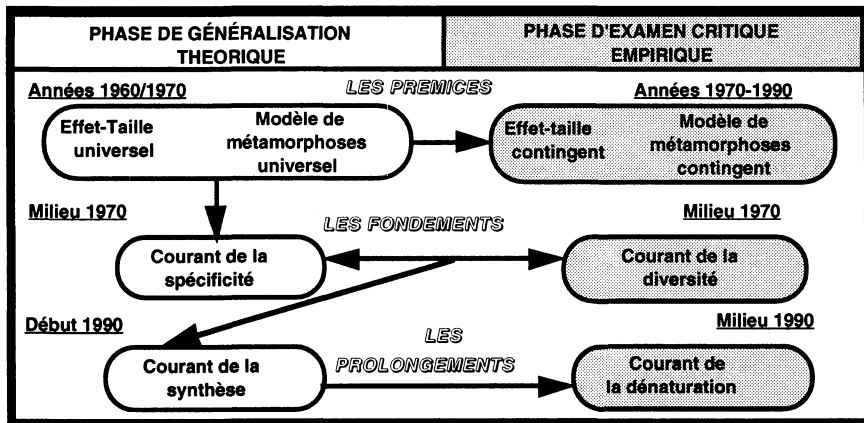 PHASE DE GÉNÉRALISATION
THEORIQUE
PHASE D'EXAMEN CRITIQUE
EMPIRIQUE
Années 1960/1970
LES PREMICES
Années 1970-1990
Effet-Taille
universel
Modèle de
métamorphoses
universel
Effet-taille
contingent
Modèle de
métamorphoses
contingent
Milieu 1970
LES FONDEMENTS
Milieu 1970
Courant de la
spécificité
Courant de la
diversité
Début 1990
LES
PROLONGEMENTS
Milieu 1990
Courant de la
synthèse
Courant de
la dénaturation